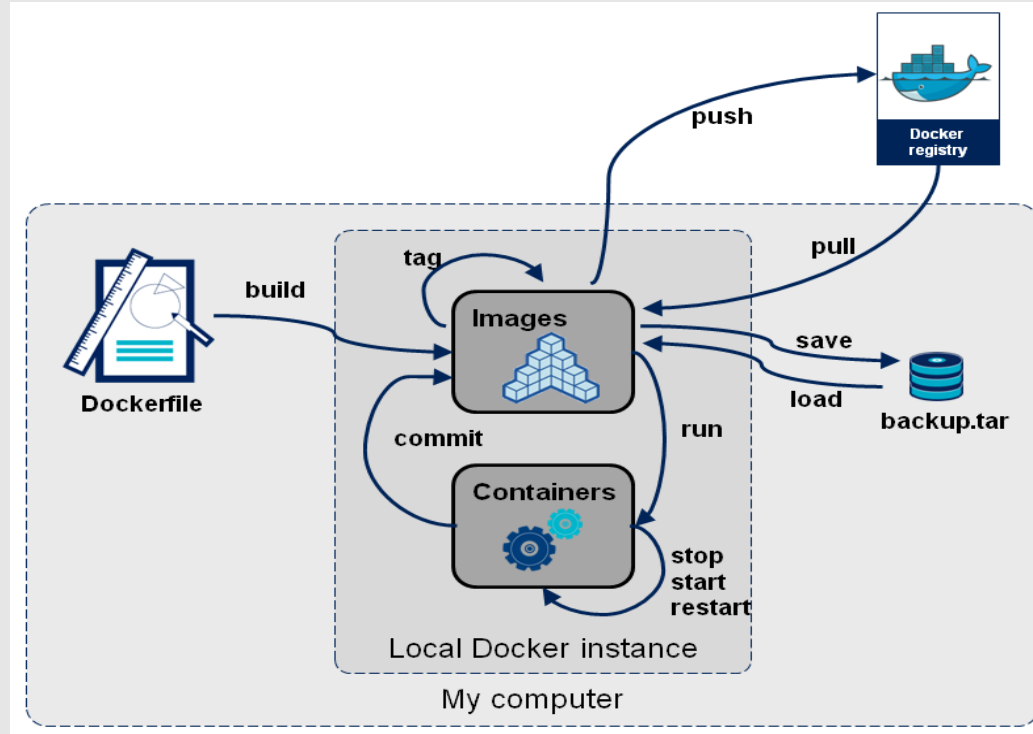 Docker
registry
push
pull
tag
build
Images
save
Dockerfile
load
backup.tar
commit
run
Containers
stop
start
restart
Local Docker instance
My computer